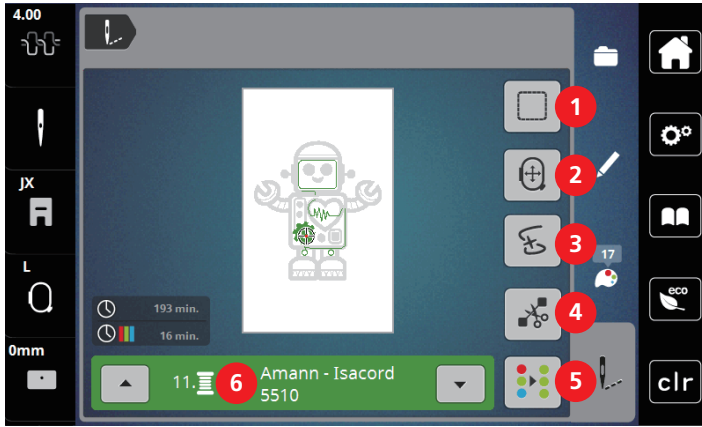 4.00
JX
L
0mm
1
2
3
4
5
17
193 min.
16 min.
11.
6
Amann - Isacord
5510
eco
clr